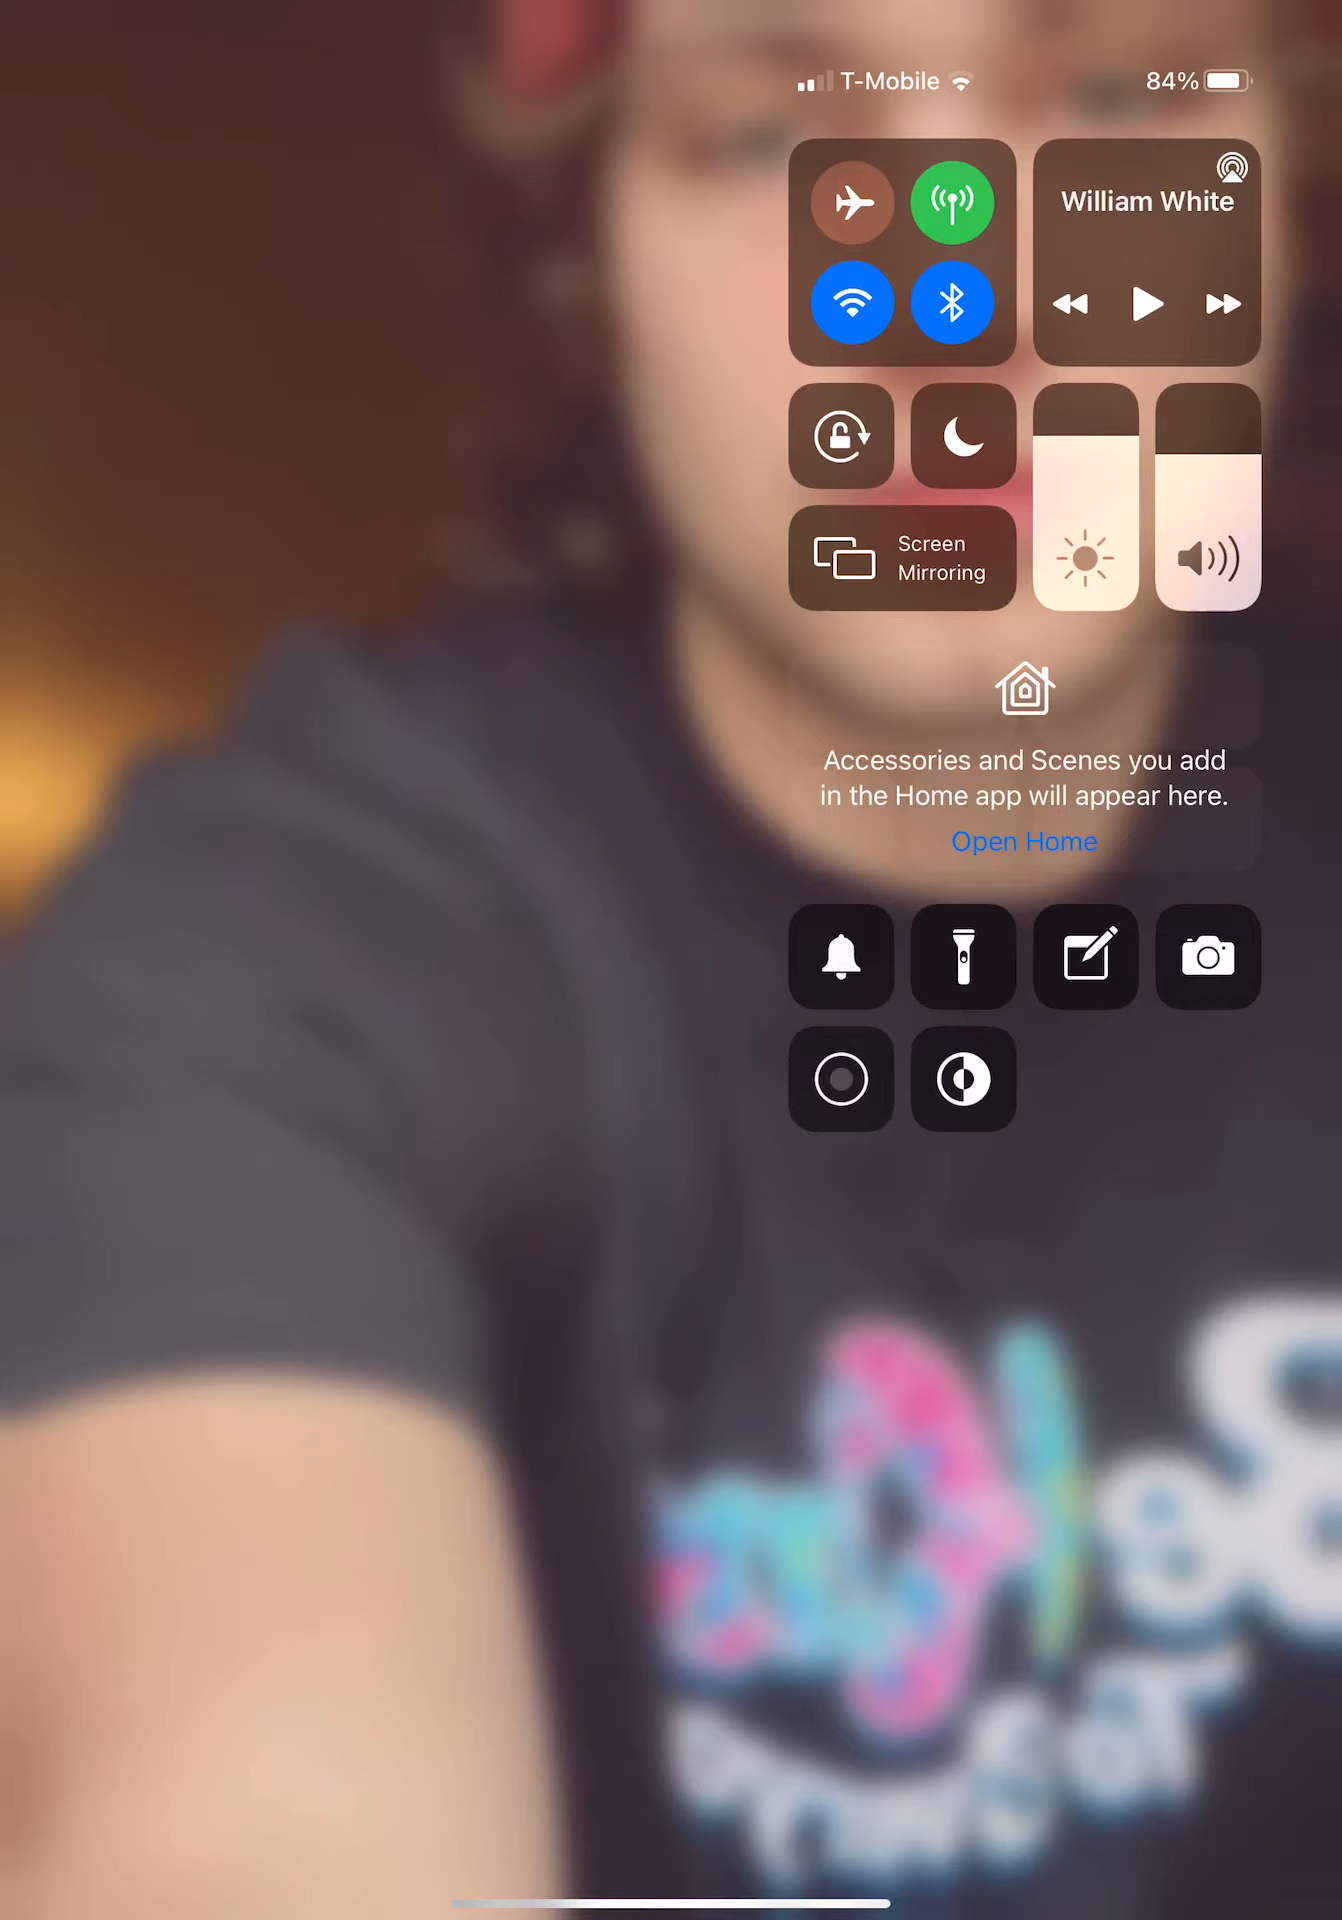 T-Mobile 84%
William White
Screen
Mirroring
Accessories and Scenes you add
in the Home app will appear here.
Open Home